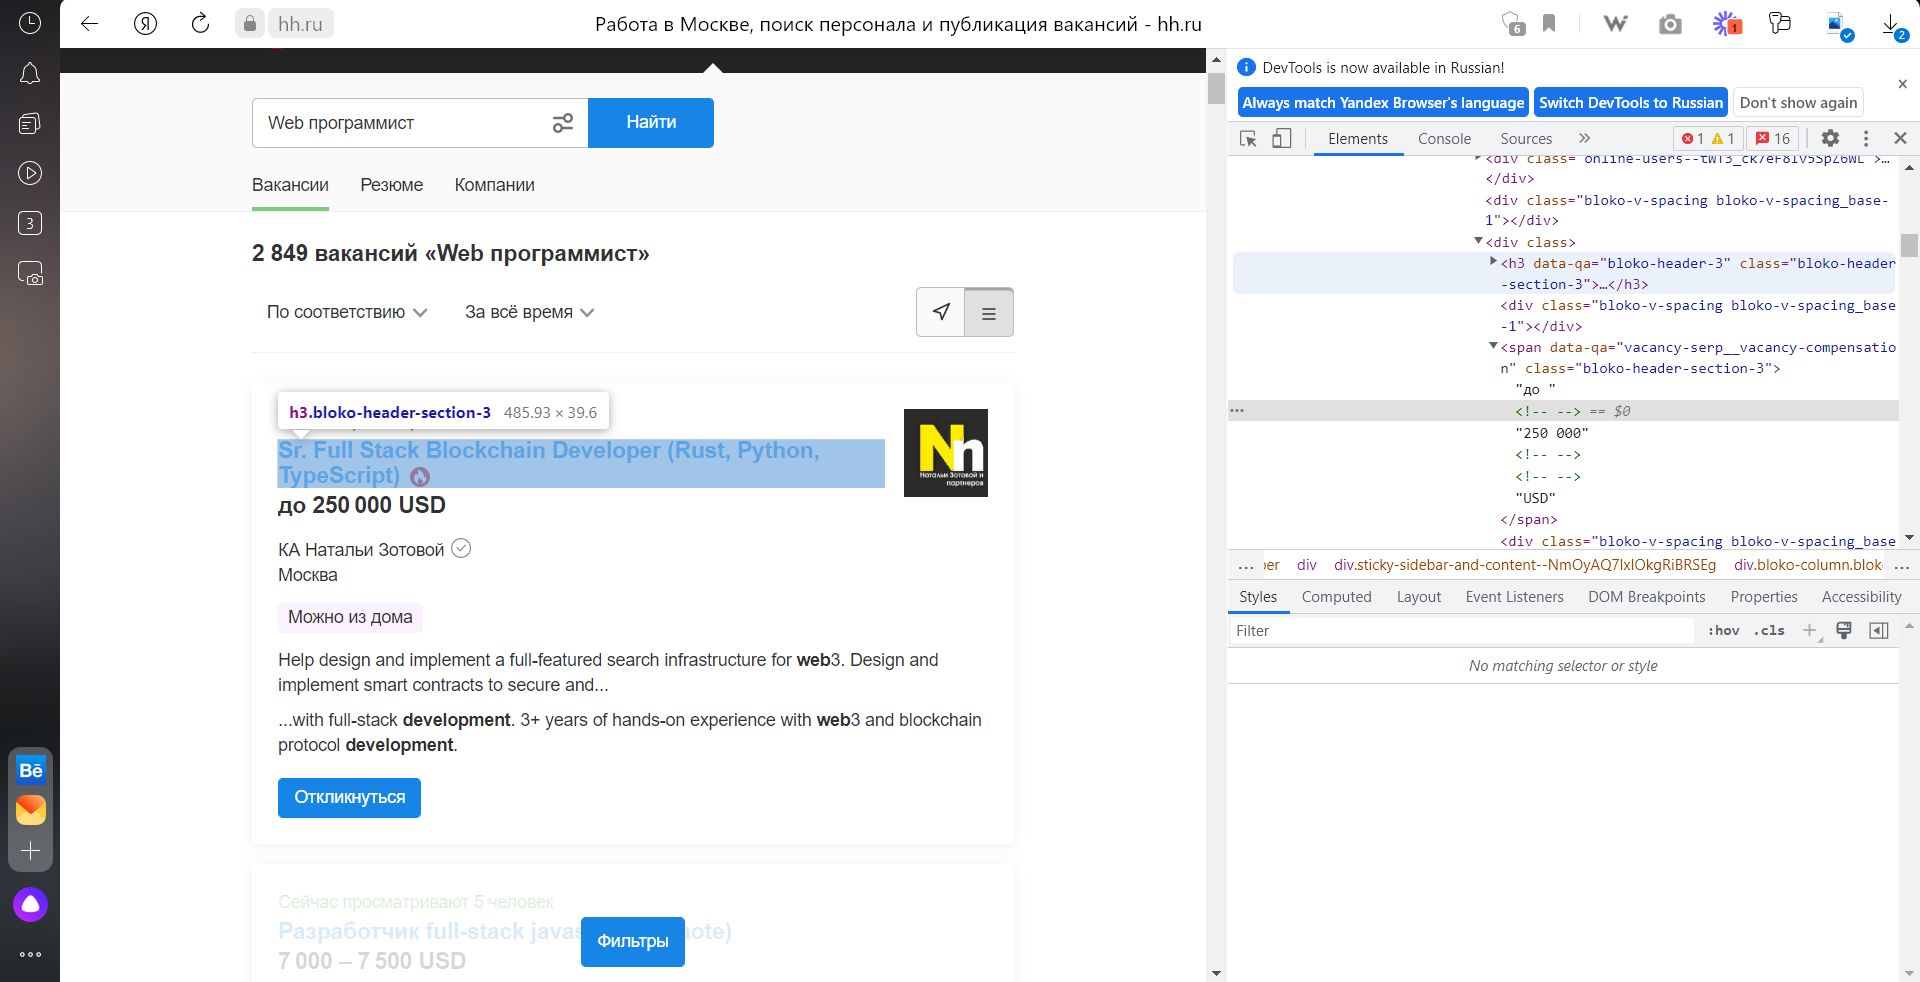 hh.ru
Работа в Москве, поиск персонала и публикация вакансий - hh.ru
6
1
2
3
Bē
Web программист
Найти
Вакансии Резюме Компании
2 849 вакансий «Web программист»
По соответствию За всё время
h3.bloko-header-section-3 485.93 × 39.6
Sr. Full Stack Blockchain Developer (Rust, Python,
TypeScript)
до 250 000 USD
Nn
Натальи Зотовой и
партнеров
КА Натальи Зотовой
Москва
Можно из дома
Help design and implement a full-featured search infrastructure for web3. Design and
implement smart contracts to secure and...
...with full-stack development. 3+ years of hands-on experience with web3 and blockchain
protocol development.
Откликнуться
Сейчас просматривают 5 человек
Разработчик full-stack javas note)
7 000 – 7 500 USD
Фильтры
DevTools is now available in Russian!
Always match Yandex Browser's language Switch DevTools to Russian Don't show again
Elements Console Sources » 1 1 16
</div>
<div class="bloko-v-spacing bloko-v-spacing_base-
1"></div>
<div class>
<h3 data-qa="bloko-header-3" class="bloko-header
-section-3">…</h3>
<div class="bloko-v-spacing bloko-v-spacing_base
-1"></div>
<span data-qa="vacancy-serp__vacancy-compensatio
n" class="bloko-header-section-3">
"до "
... <!-- --> == $0
"250 000"
<!-- -->
<!-- -->
"USD"
</span>
<div class="bloko-v-spacing bloko-v-spacing_base
... per div div.sticky-sidebar-and-content--NmOyAQ7IxIOkgRiBRSEg div.bloko-column.blok ...
Styles Computed Layout Event Listeners DOM Breakpoints Properties Accessibility
Filter :hov .cls +
No matching selector or style